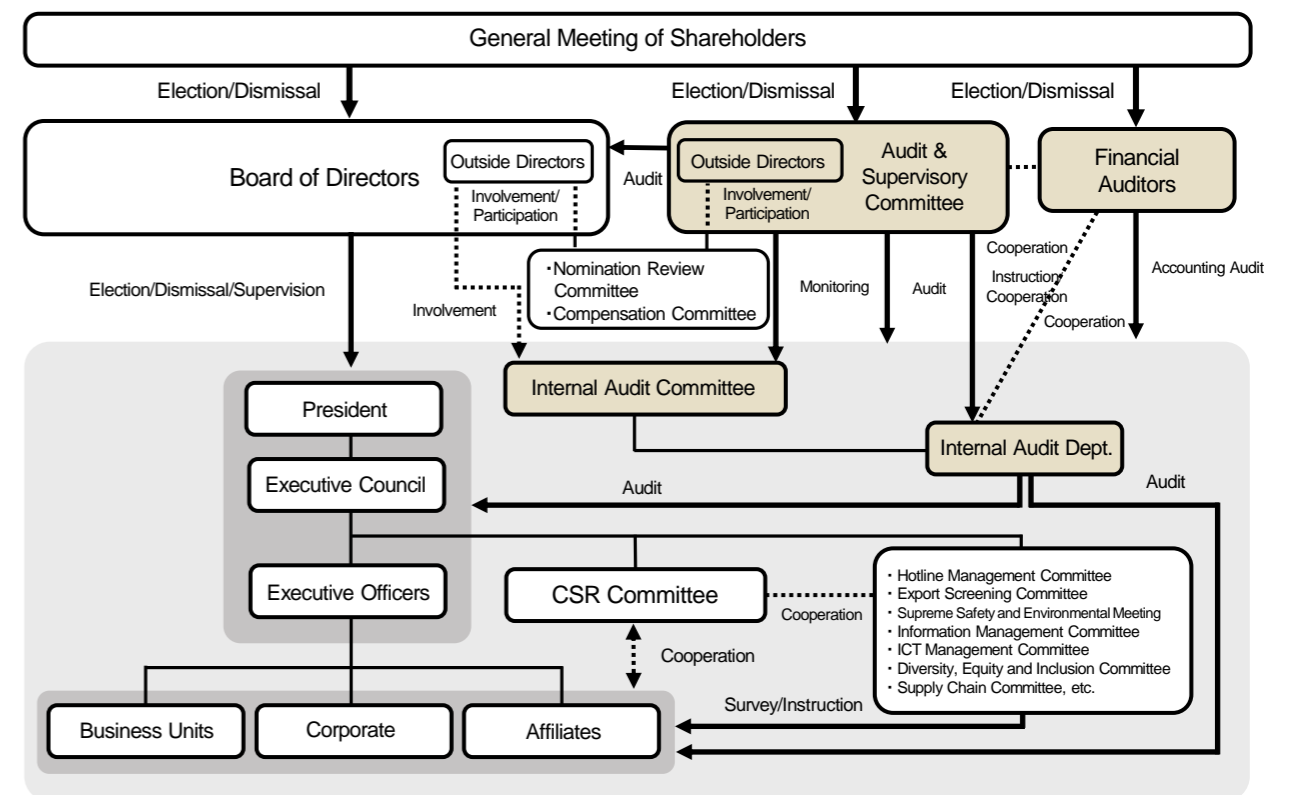 General Meeting of Shareholders
Election/Dismissal
Election/Dismissal
Election/Dismissal
Board of Directors
Outside Directors
Involvement/
Participation
Audit
Outside Directors
Involvement/
Participation
Audit &
Supervisory
Committee
Financial
Auditors
Election/Dismissal/Supervision
Involvement
・Nomination Review
Committee
・Compensation Committee
Monitoring
Audit
Cooperation
Instruction
Cooperation
Cooperation
Accounting Audit
President
Internal Audit Committee
Internal Audit Dept.
Executive Council
Audit
Audit
Executive Officers
CSR Committee
Cooperation
・Hotline Management Committee
・Export Screening Committee
・Supreme Safety and Environmental Meeting
・Information Management Committee
・ICT Management Committee
・Diversity, Equity and Inclusion Committee
・Supply Chain Committee, etc.
Cooperation
Survey/Instruction
Business Units
Corporate
Affiliates